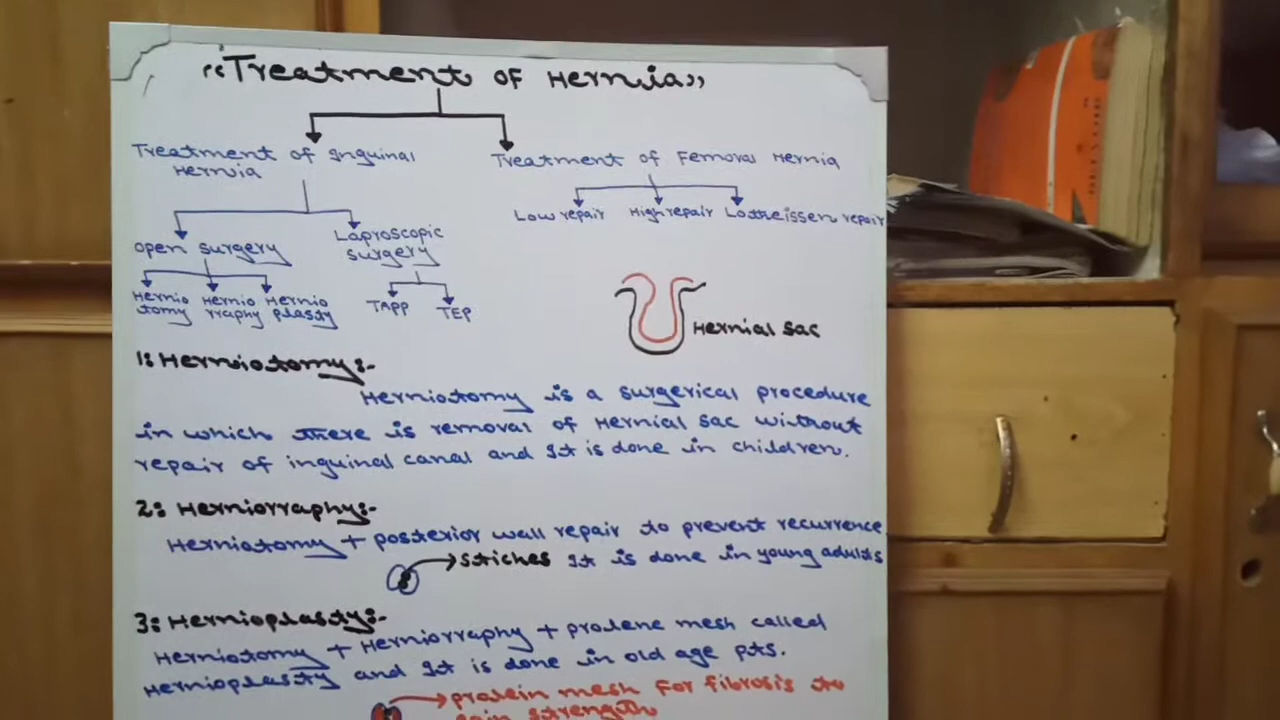 "Treatment of Hernia"
Treatment of Inguinal
Hernia
Treatment of Femoral Hernia
Low repair High repair Lotheissen repair
Open surgery
Laproscopic
surgery
Hernio
tomy
Hernio
rraphy
Hernio
plasty
TAPP TEP
Hernial sac
1: Herniotomy:-
Herniotomy is a surgerical procedure
in which there is removal of Hernial sac without
repair of inguinal canal and It is done in children.
2: Herniorraphy:-
Herniotomy + posterior wall repair to prevent recurrence
stiches It is done in young adults
3: Hernioplasty:-
Herniotomy + Herniorraphy + prolene mesh called
Hernioplasty and It is done in old age pts.
protein mesh for fibrosis to
gain strength